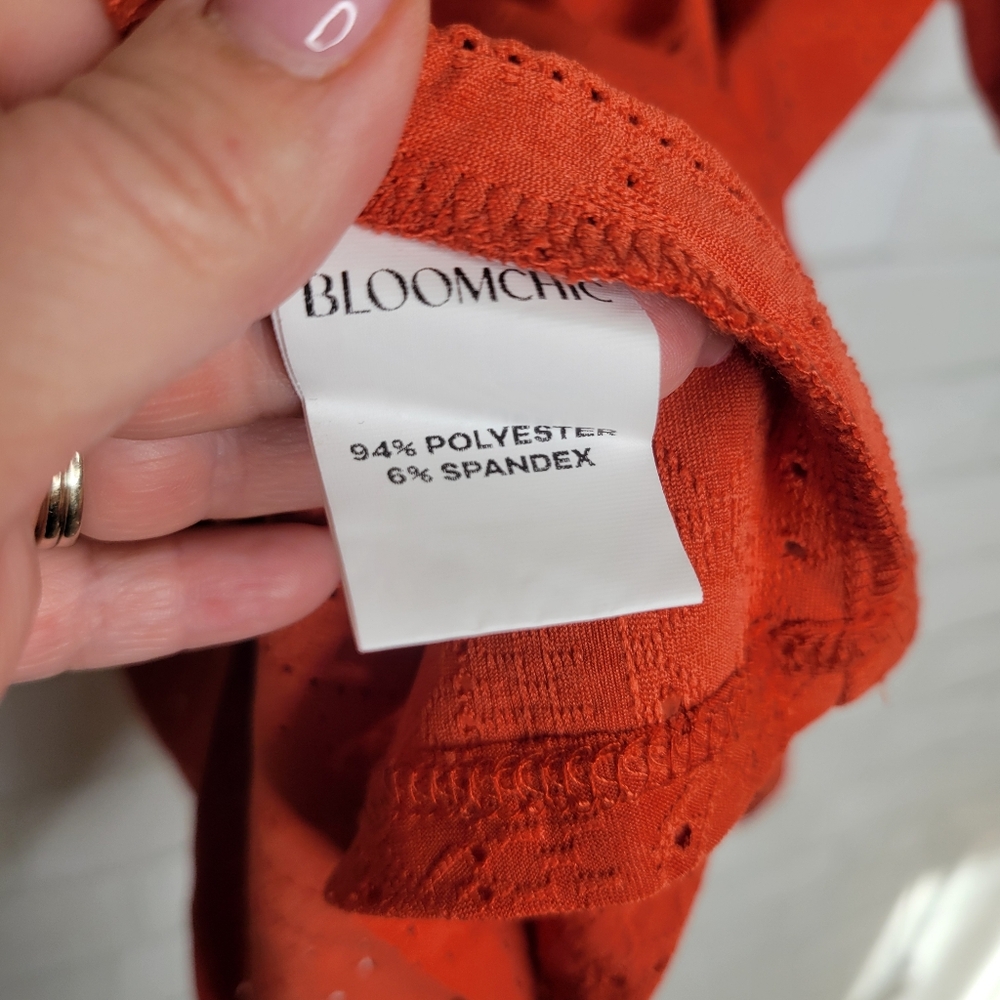 BLOOMCHIC
94% POLYESTER
6% SPANDEX